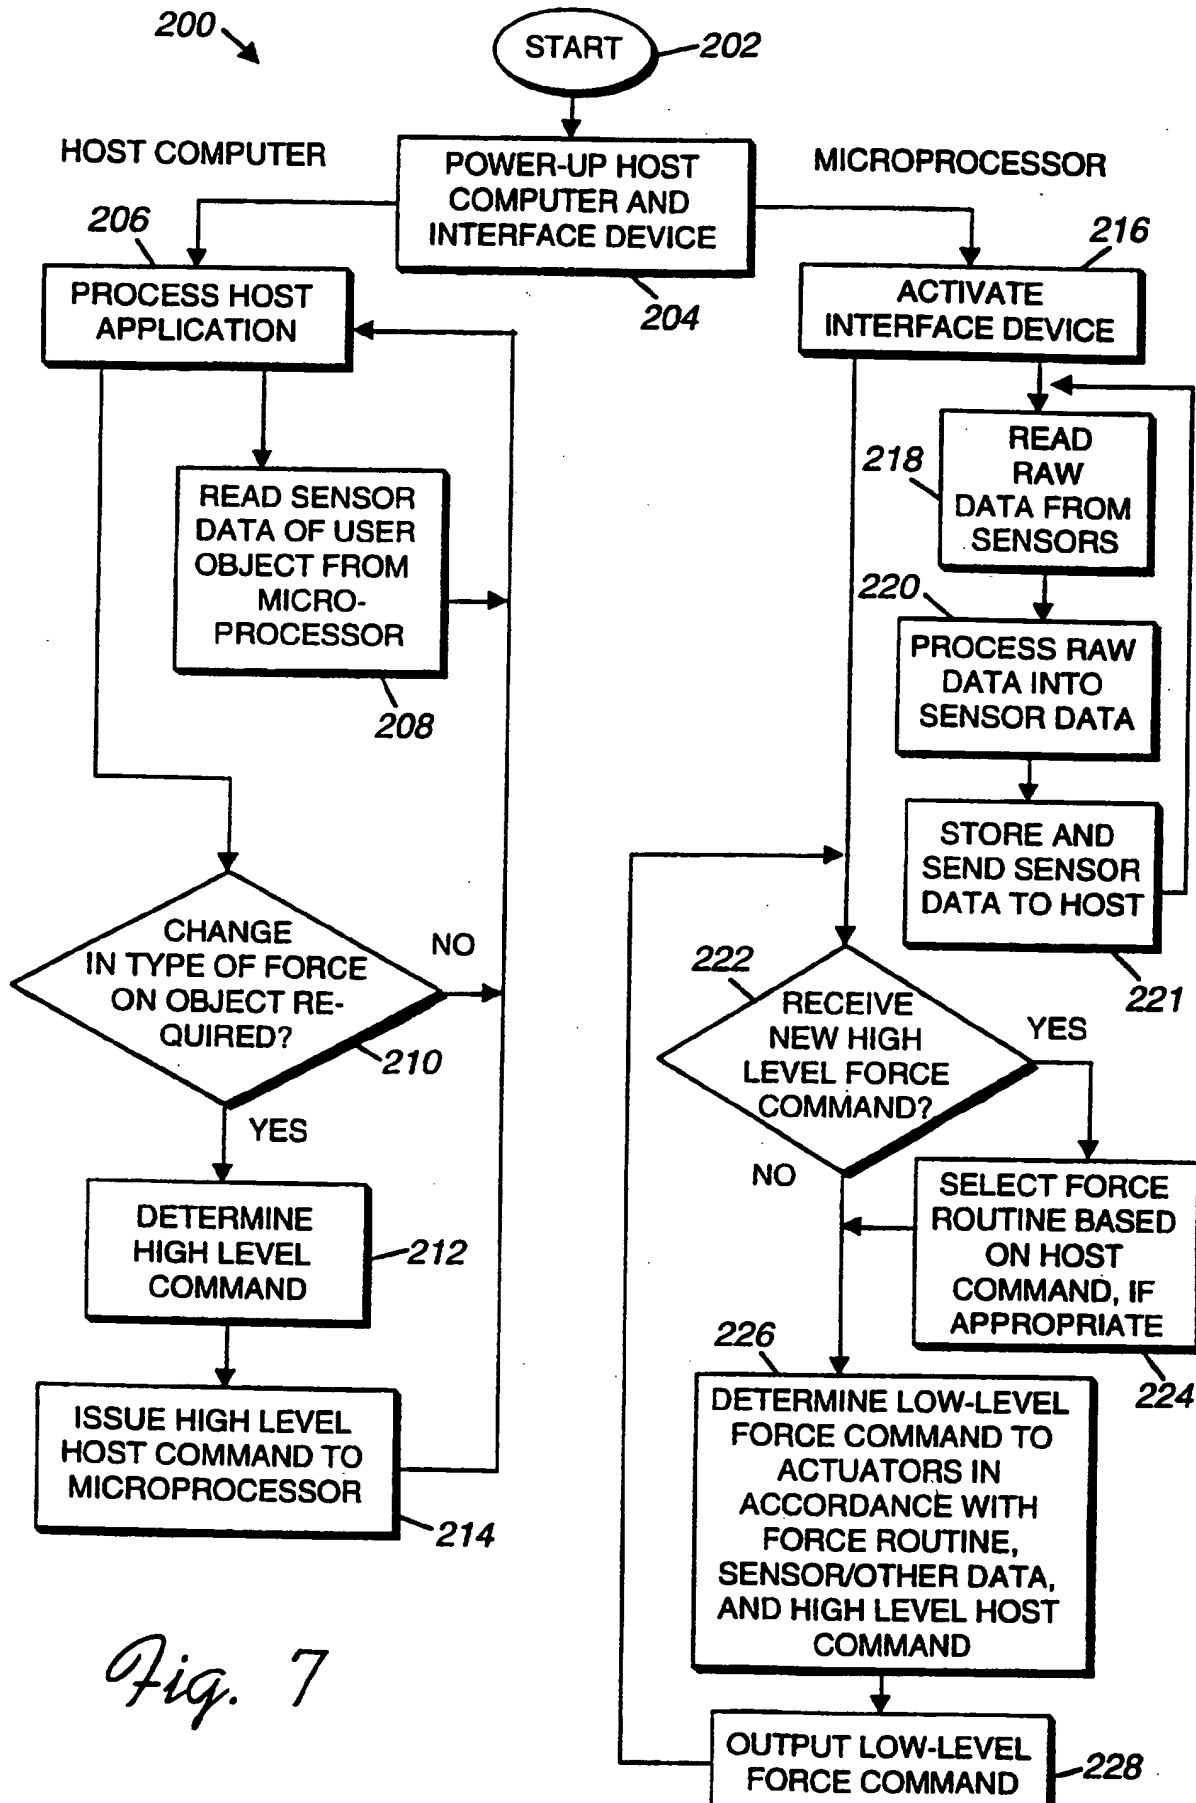 200
START
202
HOST COMPUTER
POWER-UP HOST
COMPUTER AND
INTERFACE DEVICE
204
MICROPROCESSOR
206
PROCESS HOST
APPLICATION
READ SENSOR
DATA OF USER
OBJECT FROM
MICRO-
PROCESSOR
208
CHANGE
IN TYPE OF FORCE
ON OBJECT RE-
QUIRED?
210
NO
YES
DETERMINE
HIGH LEVEL
COMMAND
212
ISSUE HIGH LEVEL
HOST COMMAND TO
MICROPROCESSOR
214
216
ACTIVATE
INTERFACE DEVICE
218
READ
RAW
DATA FROM
SENSORS
220
PROCESS RAW
DATA INTO
SENSOR DATA
STORE AND
SEND SENSOR
DATA TO HOST
221
222
RECEIVE
NEW HIGH
LEVEL FORCE
COMMAND?
YES
NO
SELECT FORCE
ROUTINE BASED
ON HOST
COMMAND, IF
APPROPRIATE
224
226
DETERMINE LOW-LEVEL
FORCE COMMAND TO
ACTUATORS IN
ACCORDANCE WITH
FORCE ROUTINE,
SENSOR/OTHER DATA,
AND HIGH LEVEL HOST
COMMAND
OUTPUT LOW-LEVEL
FORCE COMMAND
228
Fig. 7